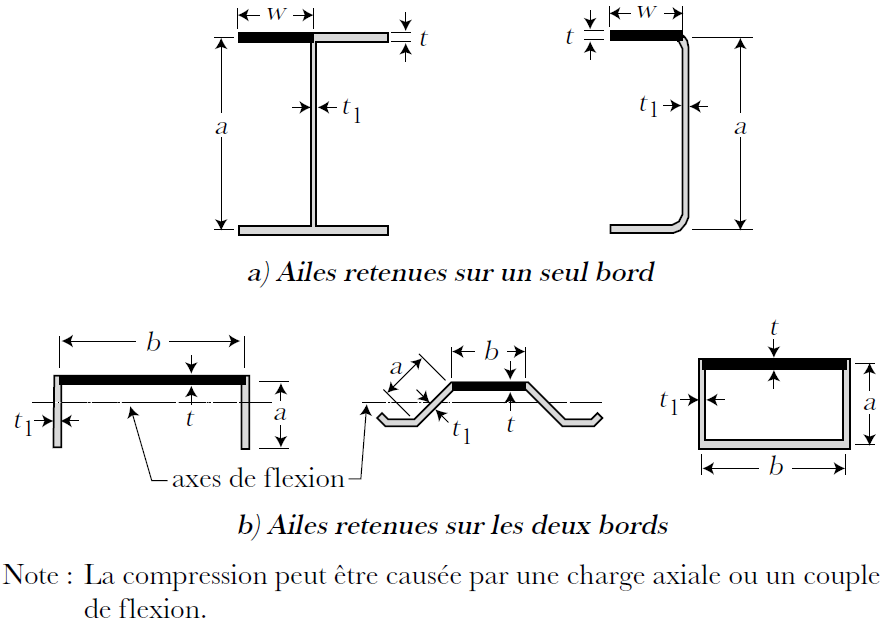 w
w
t
t
a
t1
t1
a
a) Ailes retenues sur un seul bord
b
b
t
a
a
t1
t
t1
t
t1
a
b
axes de flexion
b) Ailes retenues sur les deux bords
Note : La compression peut être causée par une charge axiale ou un couple
de flexion.